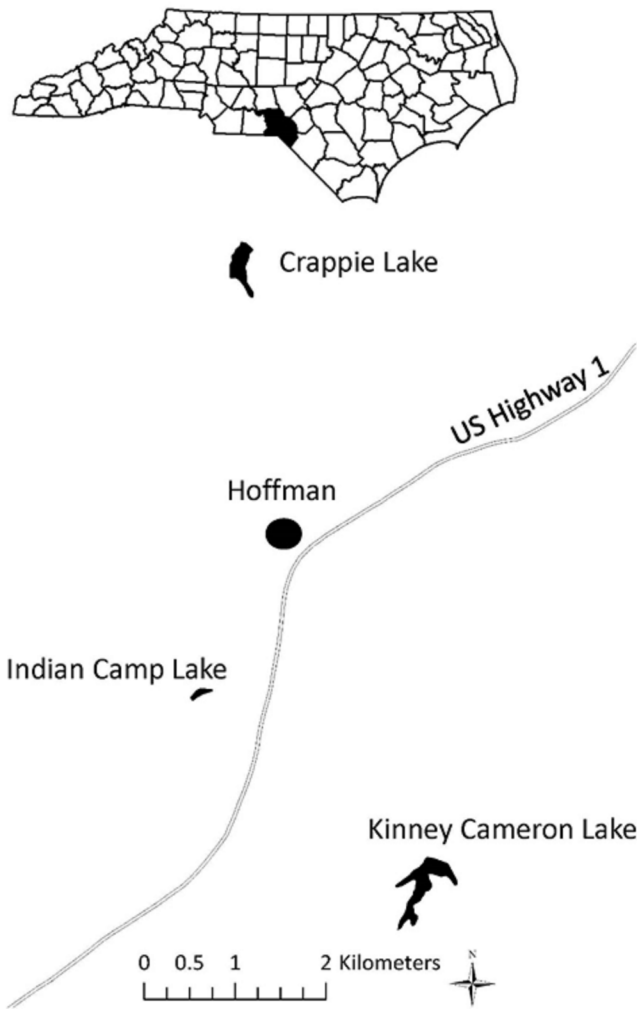 Crappie Lake
US Highway 1
Hoffman
Indian Camp Lake
Kinney Cameron Lake
0 0.5 1 2 Kilometers
N